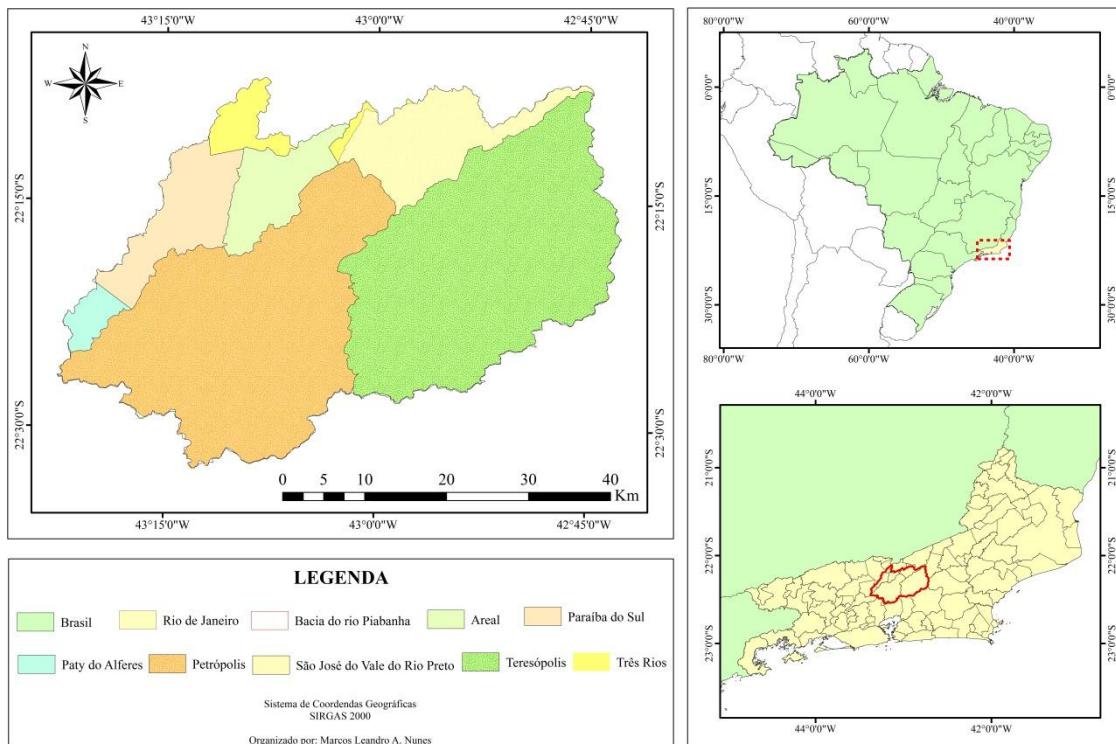 43°15'0"W 43°0'0"W 42°45'0"W
N
W E
S
22°15'0"S 22°15'0"S
22°30'0"S 22°30'0"S
0 5 10 20 30 40
Km
43°15'0"W 43°0'0"W 42°45'0"W
LEGENDA
Brasil Rio de Janeiro Bacia do rio Piabanha Areal Paraíba do Sul
Paty do Alferes Petrópolis São José do Vale do Rio Preto Teresópolis Três Rios
Sistema de Coordendas Geográficas
SIRGAS 2000
Organizado por: Marcos Leandro A. Nunes
80°0'0"W 60°0'0"W 40°0'0"W
0°0'0"S 0°0'0"S
15°0'0"S 15°0'0"S
30°0'0"S 30°0'0"S
80°0'0"W 60°0'0"W 40°0'0"W
44°0'0"W 42°0'0"W
21°0'0"S 21°0'0"S
22°0'0"S 22°0'0"S
23°0'0"S 23°0'0"S
44°0'0"W 42°0'0"W